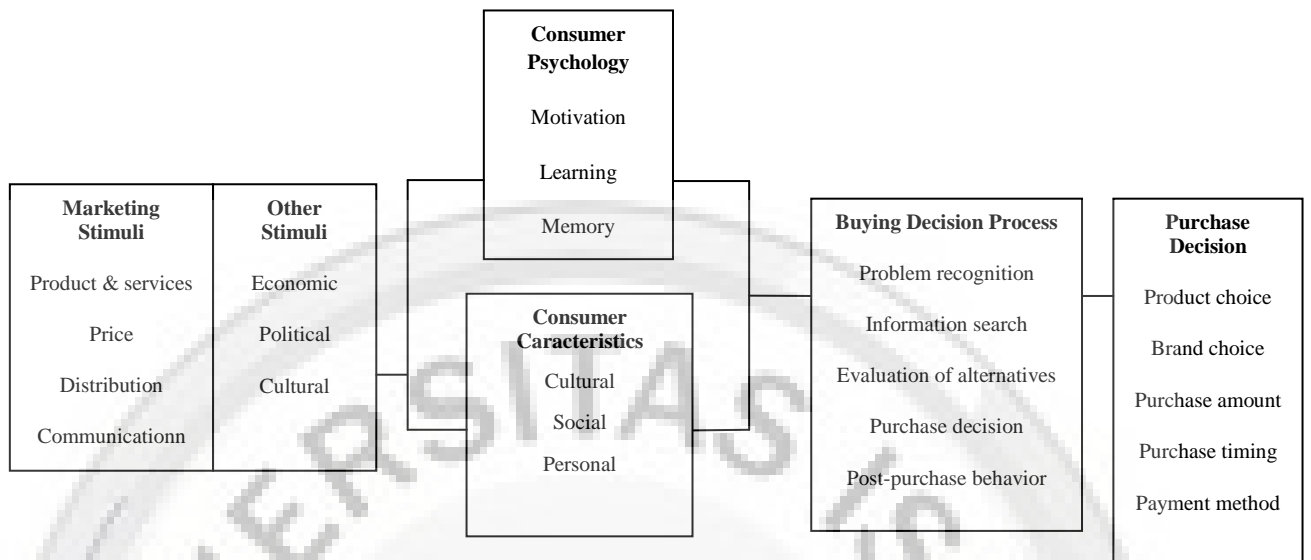 Consumer
Psychology
Motivation
Learning
Memory
Marketing
Stimuli
Product & services
Price
Distribution
Communicationn
Other
Stimuli
Economic
Political
Cultural
Consumer
Caracteristics
Cultural
Social
Personal
Buying Decision Process
Problem recognition
Information search
Evaluation of alternatives
Purchase decision
Post-purchase behavior
Purchase
Decision
Product choice
Brand choice
Purchase amount
Purchase timing
Payment method